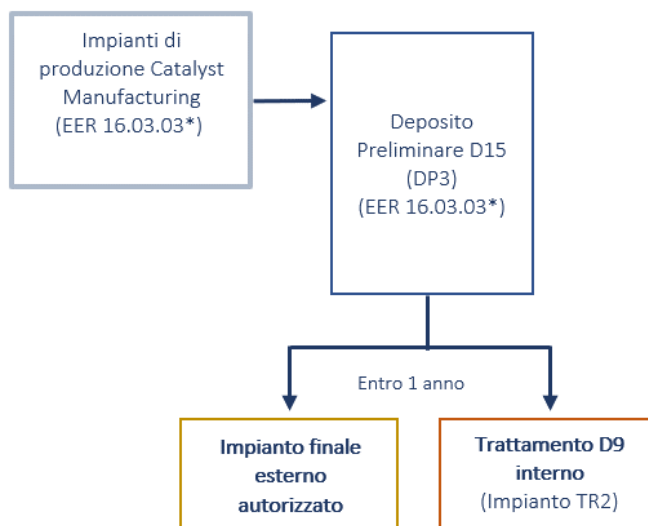 Impianti di
produzione Catalyst
Manufacturing
(EER 16.03.03*)
Deposito
Preliminare D15
(DP3)
(EER 16.03.03*)
Entro 1 anno
Impianto finale
esterno
autorizzato
Trattamento D9
interno
(Impianto TR2)